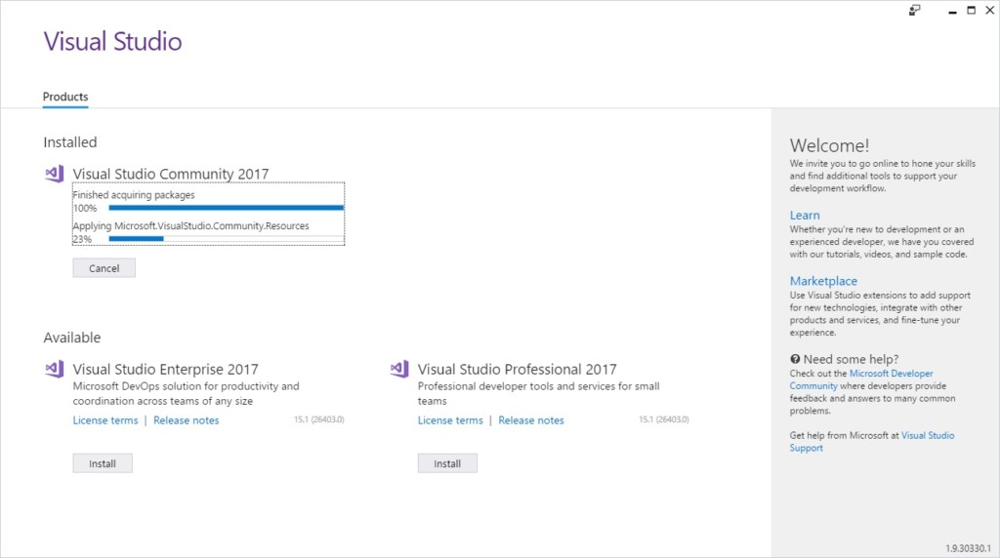 Visual Studio
Products
Installed
Visual Studio Community 2017
Finished acquiring packages
100%
Applying Microsoft.VisualStudio.Community.Resources
23%
Cancel
Available
Visual Studio Enterprise 2017
Microsoft DevOps solution for productivity and
coordination across teams of any size
License terms | Release notes 15.1 (26403.0)
Install
Visual Studio Professional 2017
Professional developer tools and services for small
teams
License terms | Release notes 15.1 (26403.0)
Install
Welcome!
We invite you to go online to hone your skills
and find additional tools to support your
development workflow.
Learn
Whether you're new to development or an
experienced developer, we have you covered
with our tutorials, videos, and sample code.
Marketplace
Use Visual Studio extensions to add support
for new technologies, integrate with other
products and services, and fine-tune your
experience.
Need some help?
Check out the Microsoft Developer
Community where developers provide
feedback and answers to many common
problems.
Get help from Microsoft at Visual Studio
Support
1.9.30330.1